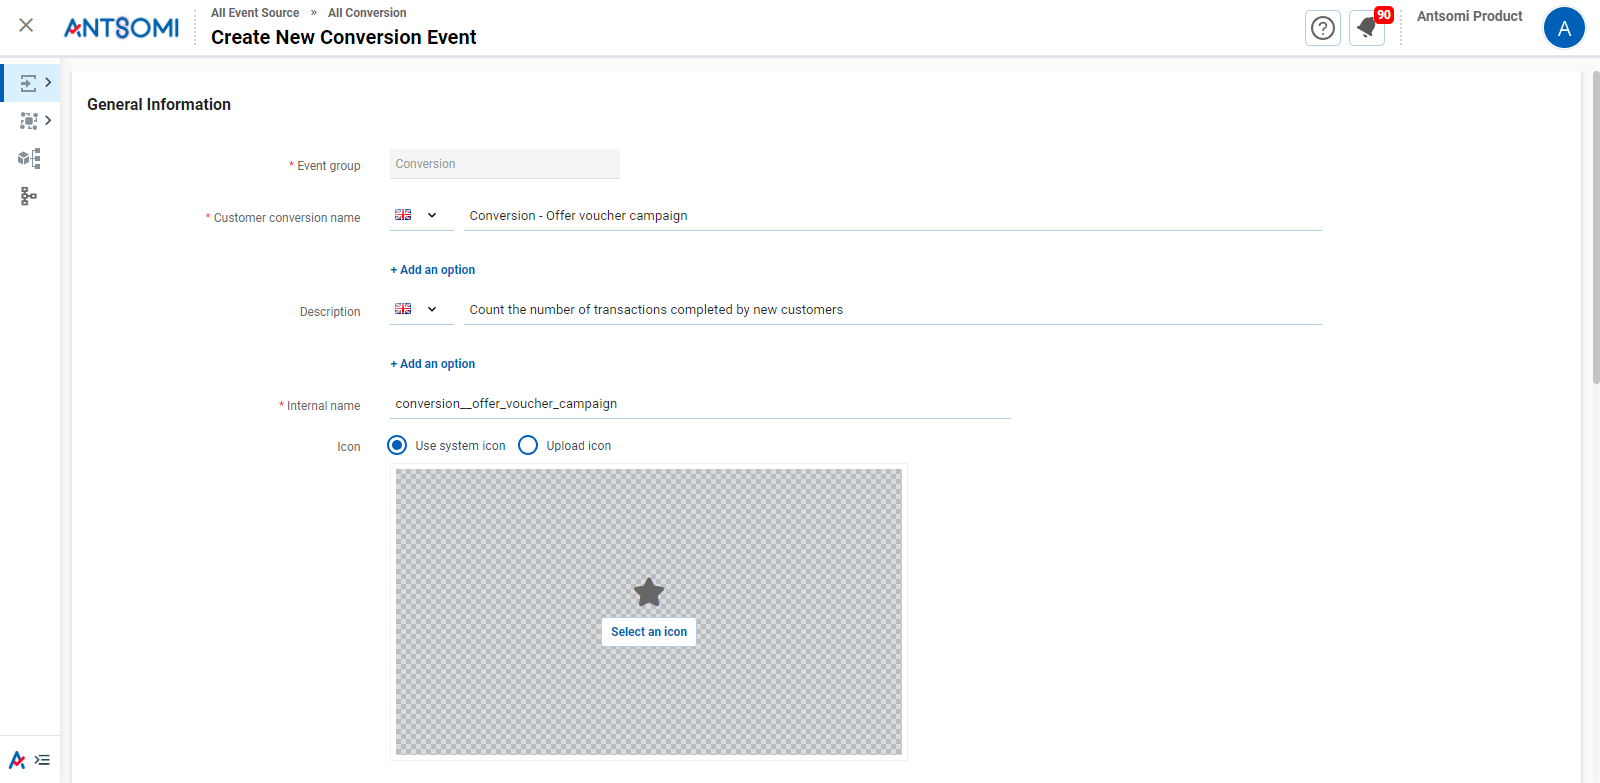 All Event Source » All Conversion
ANTSOMI
Create New Conversion Event
?
90
Antsomi Product
A
General Information
* Event group
Conversion
* Customer conversion name
Conversion - Offer voucher campaign
+ Add an option
Description
Count the number of transactions completed by new customers
+ Add an option
* Internal name
conversion__offer_voucher_campaign
Icon
Use system icon
Upload icon
Select an icon